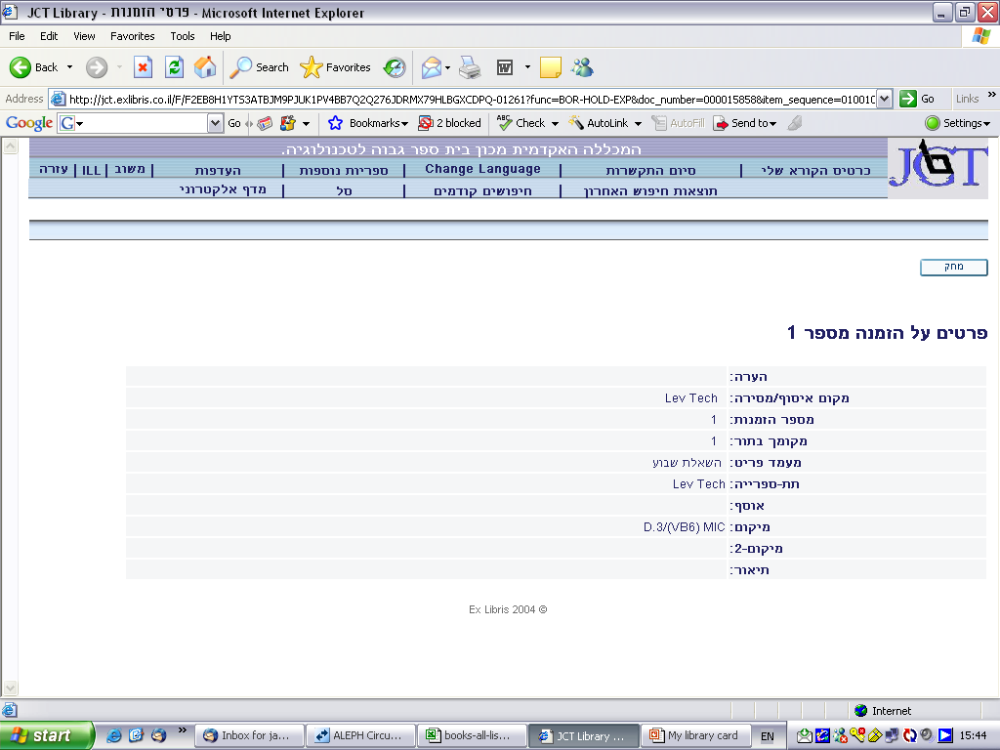 JCT Library - פרטי הזמנות - Microsoft Internet Explorer
File Edit View Favorites Tools Help
Back Search Favorites
Address http://jct.exlibris.co.il/F/F2EB8H1YTS3ATBJM9PJUK1PV4BB7Q2Q276JDRMX79HLBGXCDPQ-01261?func=BOR-HOLD-EXP&doc_number=000015858&item_sequence=01001( Go Links »
Google G Go Bookmarks 2 blocked ABC Check AutoLink AutoFill Send to Settings
המכללה האקדמית מכון בית ספר גבוה לטכנולוגיה.
כרטיס הקורא שלי | סיום התקשרות | Change Language | ספריות נוספות | העדפות | משוב | ILL | עזרה
תוצאות חיפוש האחרון | חיפושים קודמים | סל | מדף אלקטרוני
JCT
מחק
פרטים על הזמנה מספר 1
הערה:
מקום איסוף/מסירה: Lev Tech
מספר הזמנות: 1
מקומך בתור: 1
מעמד פריט: השאלת שבוע
תת-ספרייה: Lev Tech
אוסף:
מיקום: D.3/(VB6) MIC
מיקום-2:
תיאור:
Ex Libris 2004 ©
Internet
start » Inbox for ja... ALEPH Circu... books-all-lis... JCT Library ... My library card EN 15:44